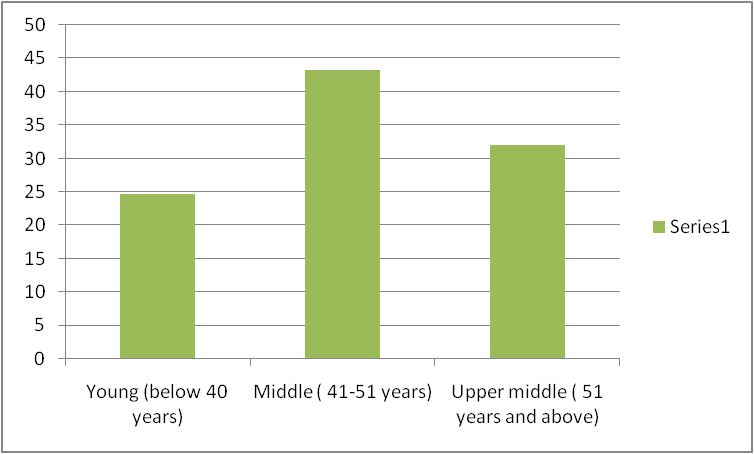 50
45
40
35
30
25
20
15
10
5
0
Young (below 40
years)
Middle ( 41-51 years)
Upper middle ( 51
years and above)
Series1